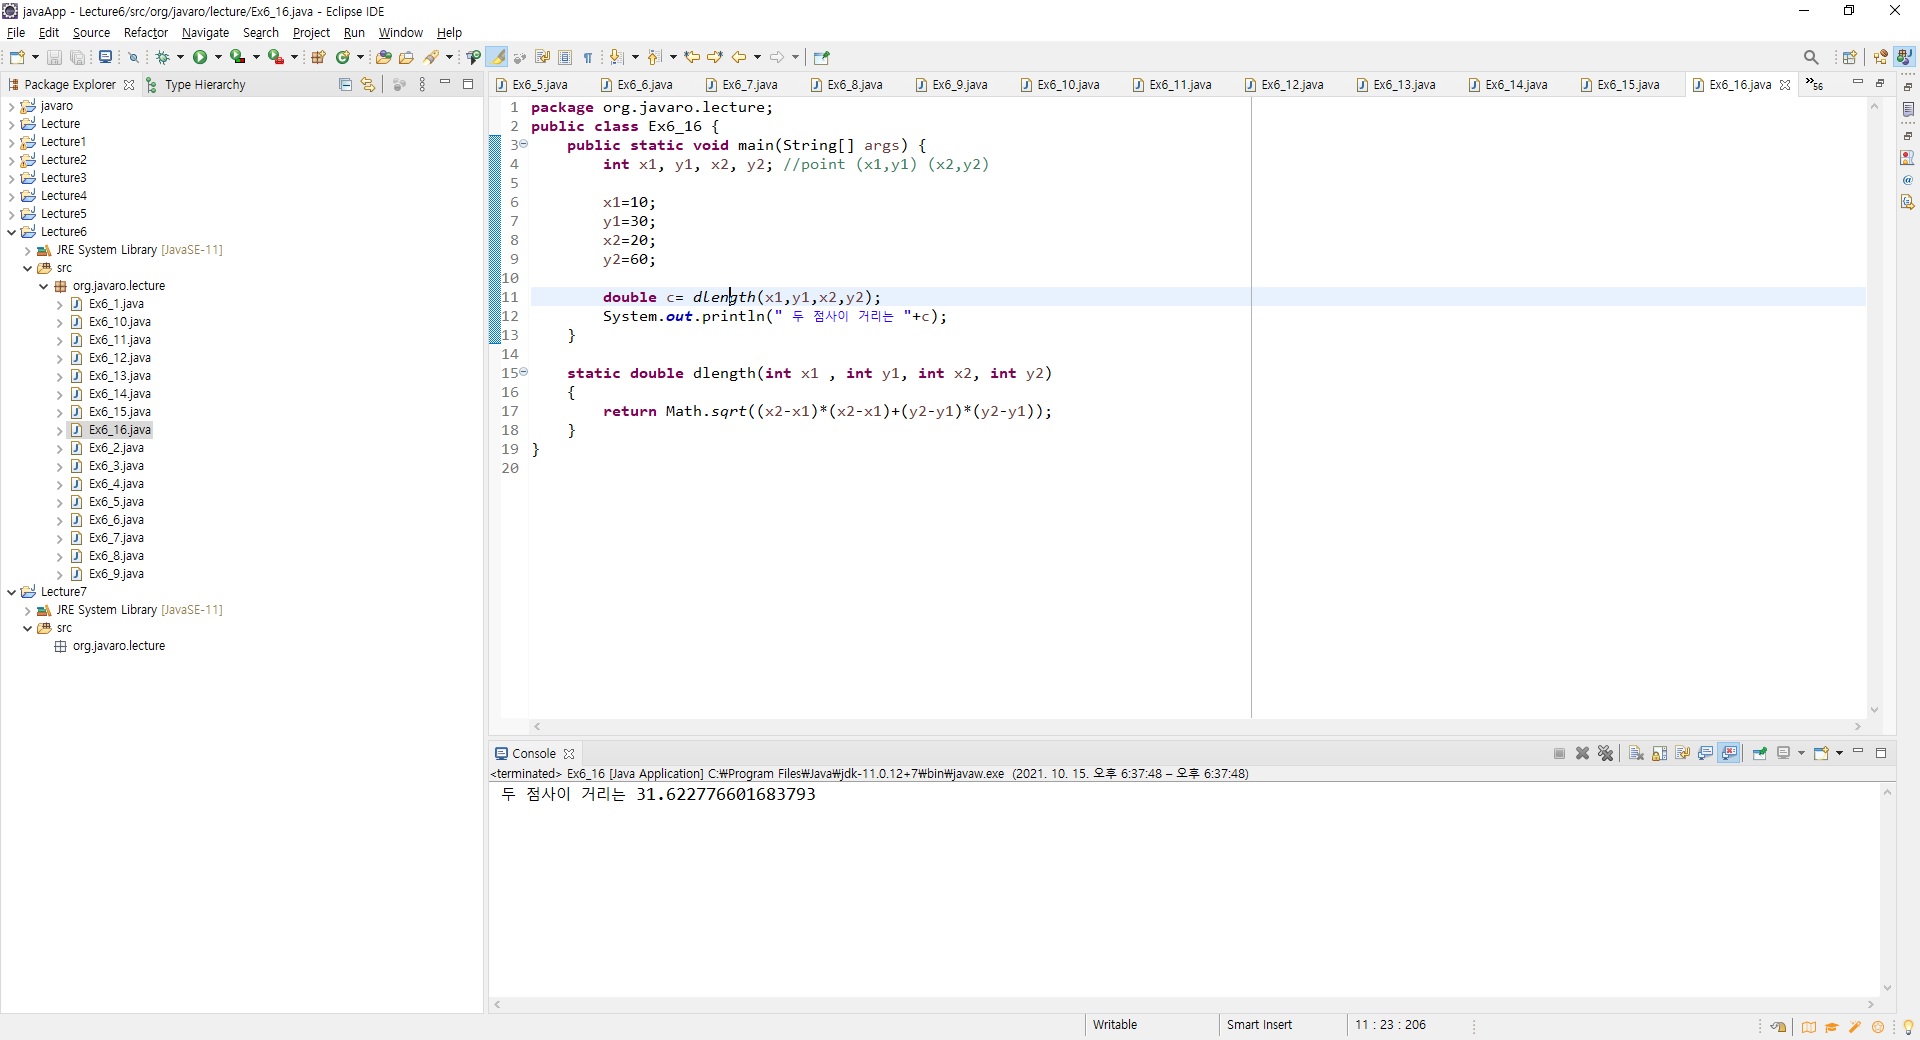 javaApp - Lecture6/src/org/javaro/lecture/Ex6_16.java - Eclipse IDE
File Edit Source Refactor Navigate Search Project Run Window Help
Package Explorer Type Hierarchy
Ex6_5.java Ex6_6.java Ex6_7.java Ex6_8.java Ex6_9.java Ex6_10.java Ex6_11.java Ex6_12.java Ex6_13.java Ex6_14.java Ex6_15.java Ex6_16.java »56
javaro
Lecture
Lecture1
Lecture2
Lecture3
Lecture4
Lecture5
Lecture6
JRE System Library [JavaSE-11]
src
org.javaro.lecture
Ex6_1.java
Ex6_10.java
Ex6_11.java
Ex6_12.java
Ex6_13.java
Ex6_14.java
Ex6_15.java
Ex6_16.java
Ex6_2.java
Ex6_3.java
Ex6_4.java
Ex6_5.java
Ex6_6.java
Ex6_7.java
Ex6_8.java
Ex6_9.java
Lecture7
JRE System Library [JavaSE-11]
src
org.javaro.lecture
1 package org.javaro.lecture;
2 public class Ex6_16 {
3 public static void main(String[] args) {
4 int x1, y1, x2, y2; //point (x1,y1) (x2,y2)
5
6 x1=10;
7 y1=30;
8 x2=20;
9 y2=60;
10
11 double c= dlength(x1,y1,x2,y2);
12 System.out.println(" 두 점사이 거리는 "+c);
13 }
14
15 static double dlength(int x1 , int y1, int x2, int y2)
16 {
17 return Math.sqrt((x2-x1)*(x2-x1)+(y2-y1)*(y2-y1));
18 }
19 }
20
Console
<terminated> Ex6_16 [Java Application] C:₩Program Files₩Java₩jdk-11.0.12+7₩bin₩javaw.exe (2021. 10. 15. 오후 6:37:48 – 오후 6:37:48)
두 점사이 거리는 31.622776601683793
Writable Smart Insert 11 : 23 : 206